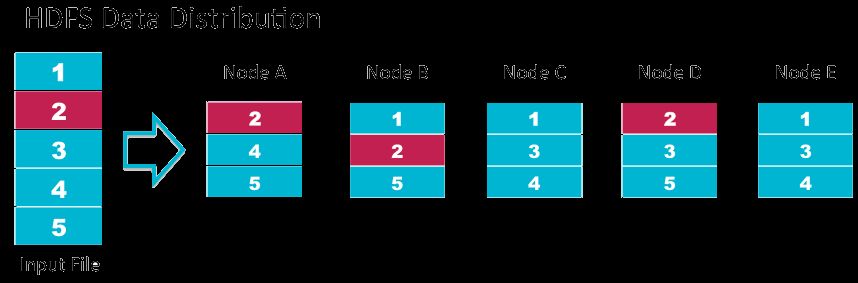 HDFS Data Distribution
Node A Node B Node C Node D Node E
1
2
3
4
5
2 1 1 2 1
4 2 3 3 3
5 5 4 5 4
Input File